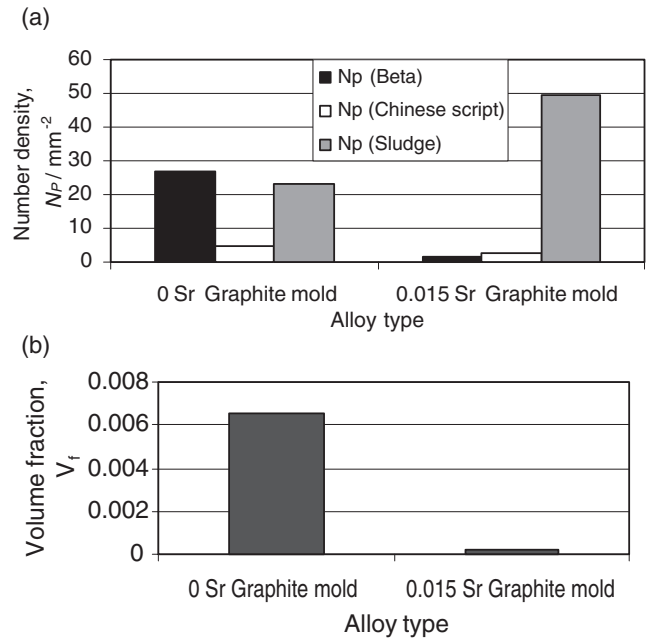 (a)
Number density,
N_P / mm⁻²
60
50
40
30
20
10
0
Np (Beta)
Np (Chinese script)
Np (Sludge)
0 Sr Graphite mold
0.015 Sr Graphite mold
Alloy type
(b)
Volume fraction,
V_f
0.008
0.006
0.004
0.002
0
0 Sr Graphite mold
0.015 Sr Graphite mold
Alloy type